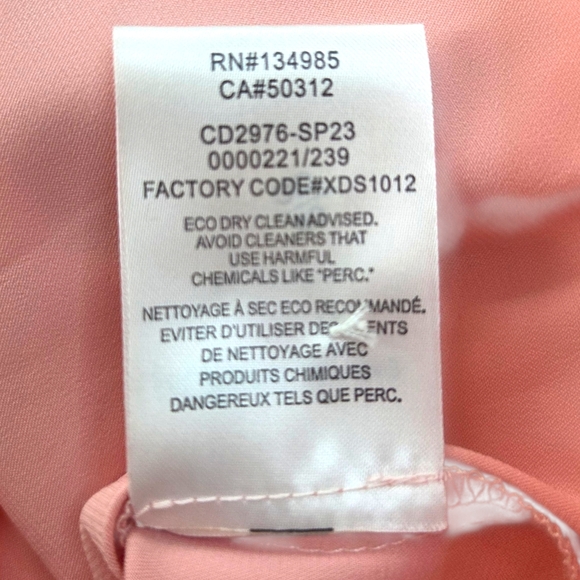 RN#134985
CA#50312
CD2976-SP23
0000221/239
FACTORY CODE#XDS1012
ECO DRY CLEAN ADVISED.
AVOID CLEANERS THAT
USE HARMFUL
CHEMICALS LIKE "PERC."
NETTOYAGE À SEC ECO RECOMMANDÉ.
EVITER D'UTILISER
DE NETTOYAGE AVEC
PRODUITS CHIMIQUES
DANGEREUX TELS QUE PERC.